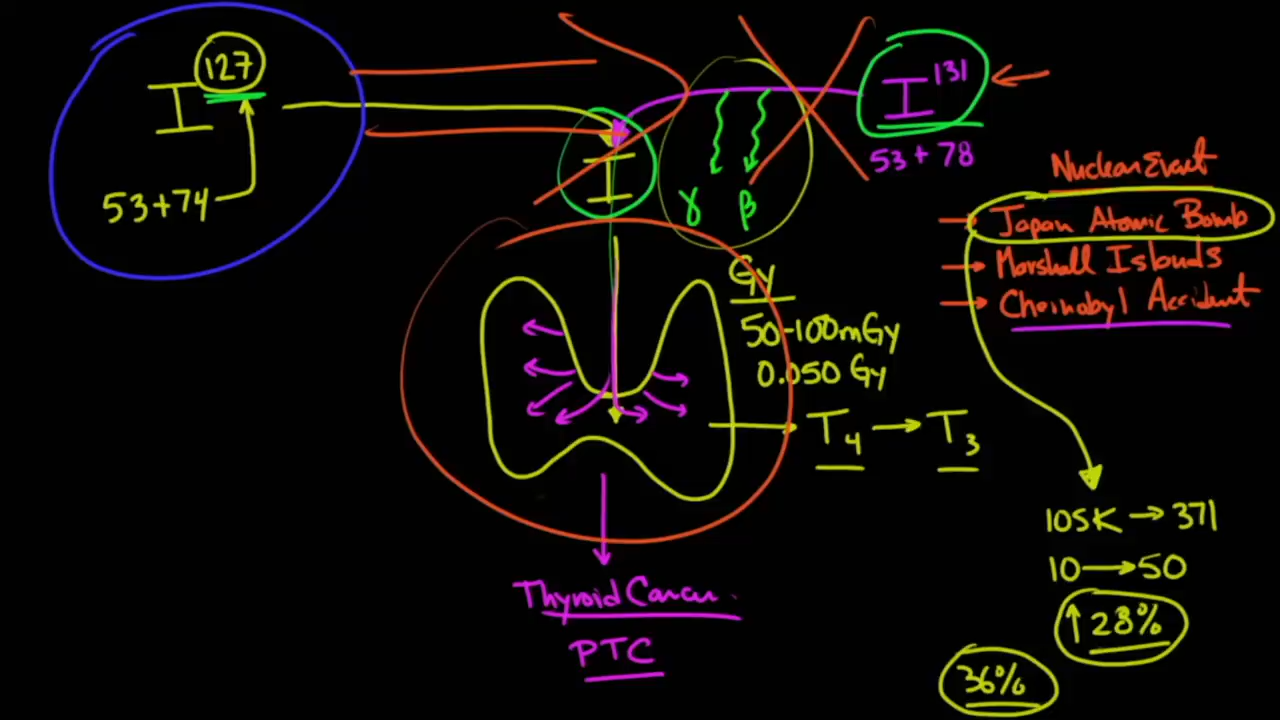 I 127
53+74
I
I 131
53+78
γ β
Nuclear Event
Japan Atomic Bomb
Marshall Islands
Chernobyl Accident
Gy
50-100mGy
0.050 Gy
T4 → T3
105K → 371
10 → 50
↑28%
36%
Thyroid Cancer
PTC